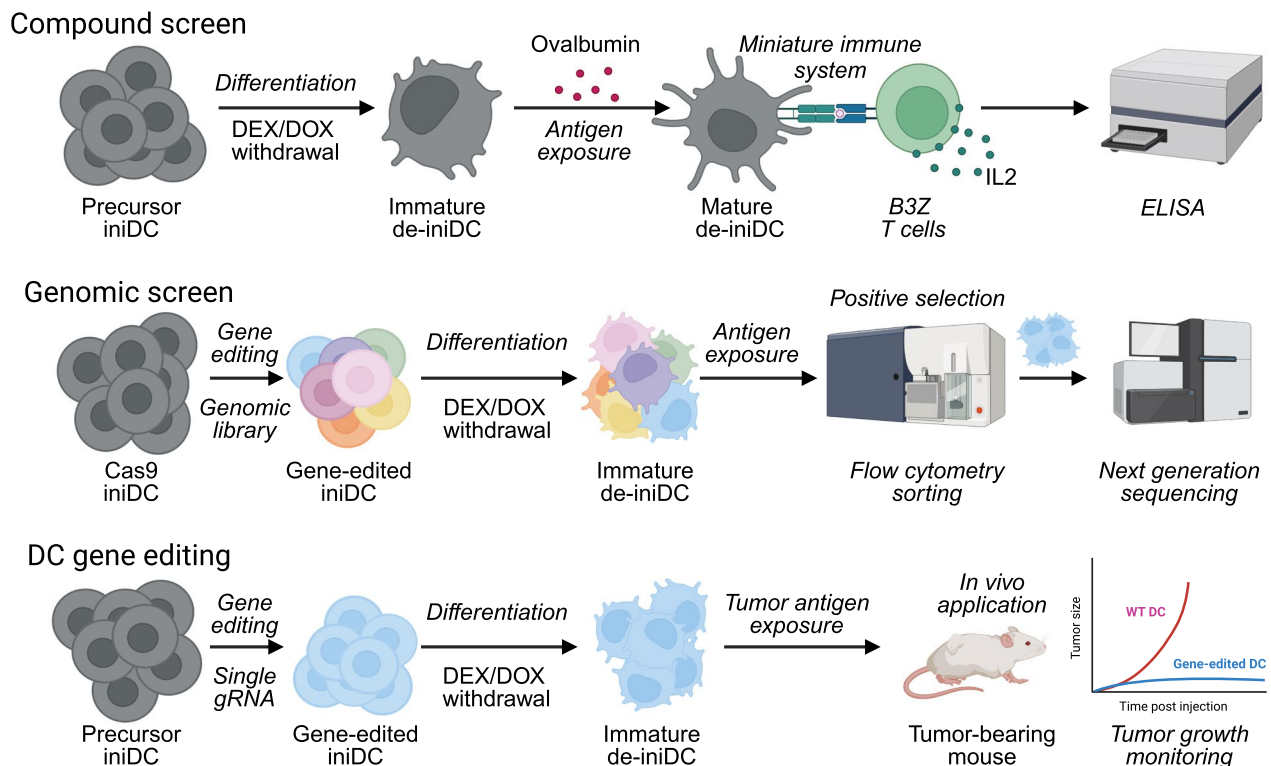 Compound screen
Differentiation
DEX/DOX
withdrawal
Ovalbumin
Antigen
exposure
Miniature immune
system
IL2
Precursor
iniDC
Immature
de-iniDC
Mature
de-iniDC
B3Z
T cells
ELISA
Genomic screen
Gene
editing
Genomic
library
Differentiation
DEX/DOX
withdrawal
Antigen
exposure
Positive selection
Cas9
iniDC
Gene-edited
iniDC
Immature
de-iniDC
Flow cytometry
sorting
Next generation
sequencing
DC gene editing
Gene
editing
Single
gRNA
Differentiation
DEX/DOX
withdrawal
Tumor antigen
exposure
In vivo
application
Tumor size
WT DC
Gene-edited DC
Time post injection
Precursor
iniDC
Gene-edited
iniDC
Immature
de-iniDC
Tumor-bearing
mouse
Tumor growth
monitoring